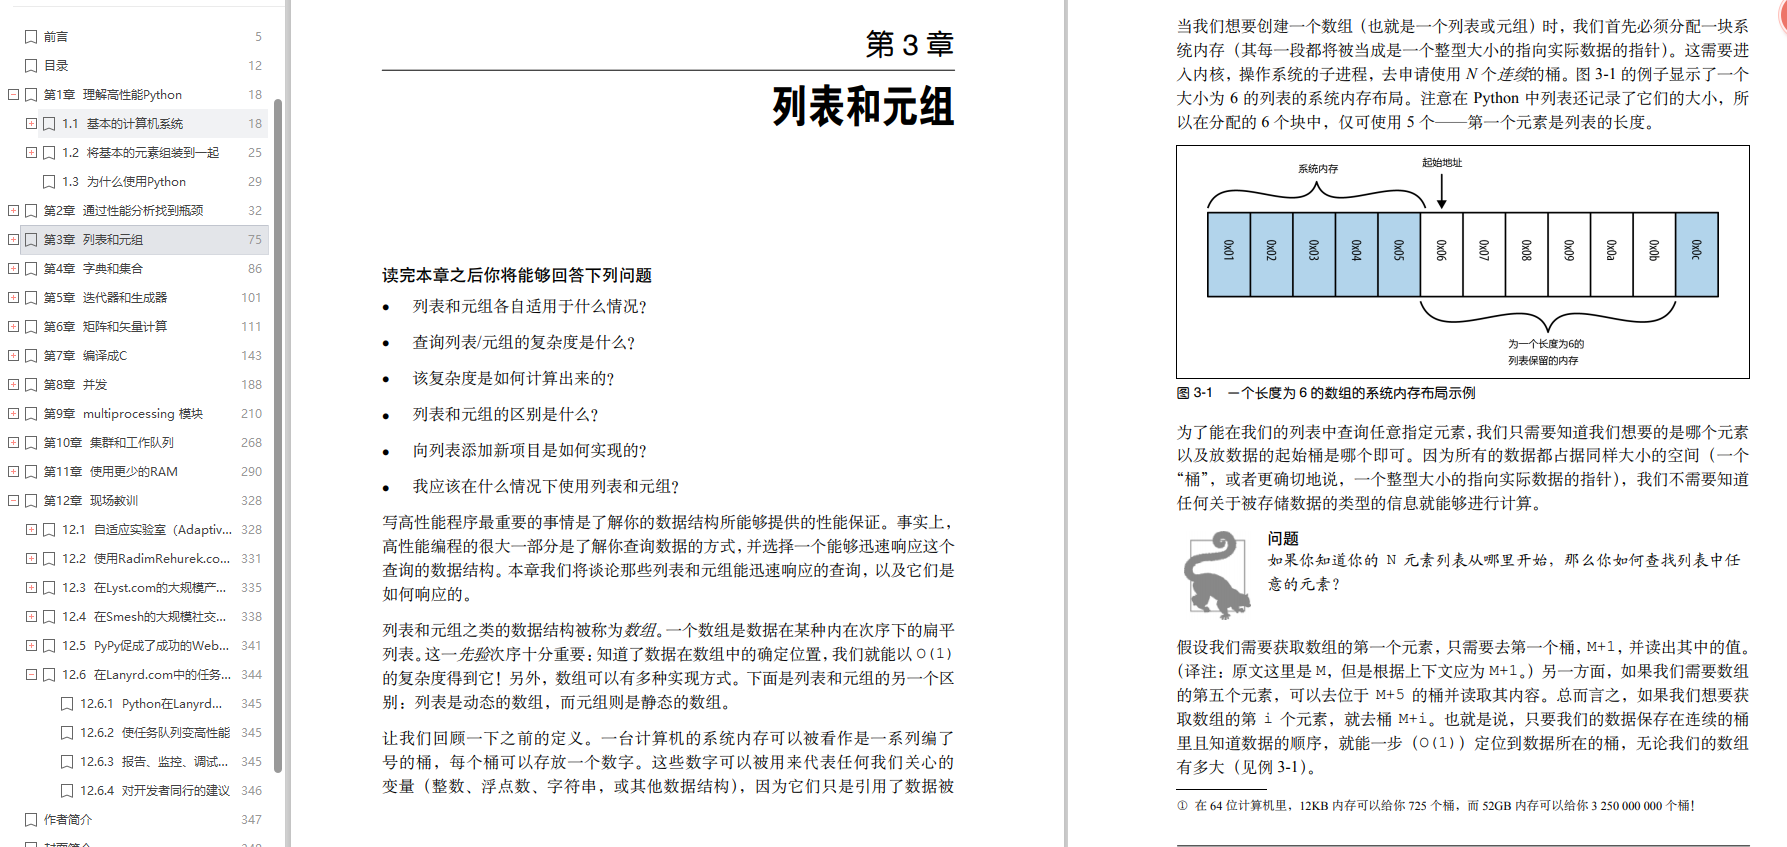 前言 5
目录 12
第1章 理解高性能Python 18
1.1 基本的计算机系统 18
1.2 将基本的元素组装到一起 25
1.3 为什么使用Python 29
第2章 通过性能分析找到瓶颈 32
第3章 列表和元组 75
第4章 字典和集合 86
第5章 迭代器和生成器 101
第6章 矩阵和矢量计算 111
第7章 编译成C 143
第8章 并发 188
第9章 multiprocessing 模块 210
第10章 集群和工作队列 268
第11章 使用更少的RAM 290
第12章 现场教训 328
12.1 自适应实验室（Adaptiv... 328
12.2 使用RadimRehurek.co... 331
12.3 在Lyst.com的大规模产... 335
12.4 在Smesh的大规模社交... 338
12.5 PyPy促成了成功的Web... 341
12.6 在Lanyrd.com中的任务... 344
12.6.1 Python在Lanyrd... 345
12.6.2 使任务队列变高性能 345
12.6.3 报告、监控、调试... 345
12.6.4 对开发者同行的建议 346
作者简介 347
第 3 章
列表和元组
读完本章之后你将能够回答下列问题
● 列表和元组各自适用于什么情况？
● 查询列表/元组的复杂度是什么？
● 该复杂度是如何计算出来的？
● 列表和元组的区别是什么？
● 向列表添加新项目是如何实现的？
● 我应该在什么情况下使用列表和元组？
写高性能程序最重要的事情是了解你的数据结构所能够提供的性能保证。事实上，
高性能编程的很大一部分是了解你查询数据的方式，并选择一个能够迅速响应这个
查询的数据结构。本章我们将谈论那些列表和元组能迅速响应的查询，以及它们是
如何响应的。
列表和元组之类的数据结构被称为数组。一个数组是数据在某种内在次序下的扁平
列表。这一先验次序十分重要：知道了数据在数组中的确定位置，我们就能以 O(1)
的复杂度得到它！另外，数组可以有多种实现方式。下面是列表和元组的另一个区
别：列表是动态的数组，而元组则是静态的数组。
让我们回顾一下之前的定义。一台计算机的系统内存可以被看作是一系列编了
号的桶，每个桶可以存放一个数字。这些数字可以被用来代表任何我们关心的
变量（整数、浮点数、字符串，或其他数据结构），因为它们只是引用了数据被
当我们想要创建一个数组（也就是一个列表或元组）时，我们首先必须分配一块系
统内存（其每一段都将被当成是一个整型大小的指向实际数据的指针）。这需要进
入内核，操作系统的子进程，去申请使用 N 个连续的桶。图 3-1 的例子显示了一个
大小为 6 的列表的系统内存布局。注意在 Python 中列表还记录了它们的大小，所
以在分配的 6 个块中，仅可使用 5 个——第一个元素是列表的长度。
系统内存 起始地址
0x01 0x02 0x03 0x04 0x05 0x06 0x07 0x08 0x09 0x0a 0x0b 0x0c
为一个长度为6的
列表保留的内存
图 3-1 一个长度为 6 的数组的系统内存布局示例
为了能在我们的列表中查询任意指定元素，我们只需要知道我们想要的是哪个元素
以及放数据的起始桶是哪个即可。因为所有的数据都占据同样大小的空间（一个
“桶”，或者更确切地说，一个整型大小的指向实际数据的指针），我们不需要知道
任何关于被存储数据的类型的信息就能够进行计算。
问题
如果你知道你的 N 元素列表从哪里开始，那么你如何查找列表中任
意的元素？
假设我们需要获取数组的第一个元素，只需要去第一个桶，M+1，并读出其中的值。
（译注：原文这里是 M，但是根据上下文应为 M+1。）另一方面，如果我们需要数组
的第五个元素，可以去位于 M+5 的桶并读取其内容。总而言之，如果我们想要获
取数组的第 i 个元素，就去桶 M+i。也就是说，只要我们的数据保存在连续的桶
里且知道数据的顺序，就能一步（O(1)）定位到数据所在的桶，无论我们的数组
有多大（见例 3-1）。
① 在 64 位计算机里，12KB 内存可以给你 725 个桶，而 52GB 内存可以给你 3 250 000 000 个桶！